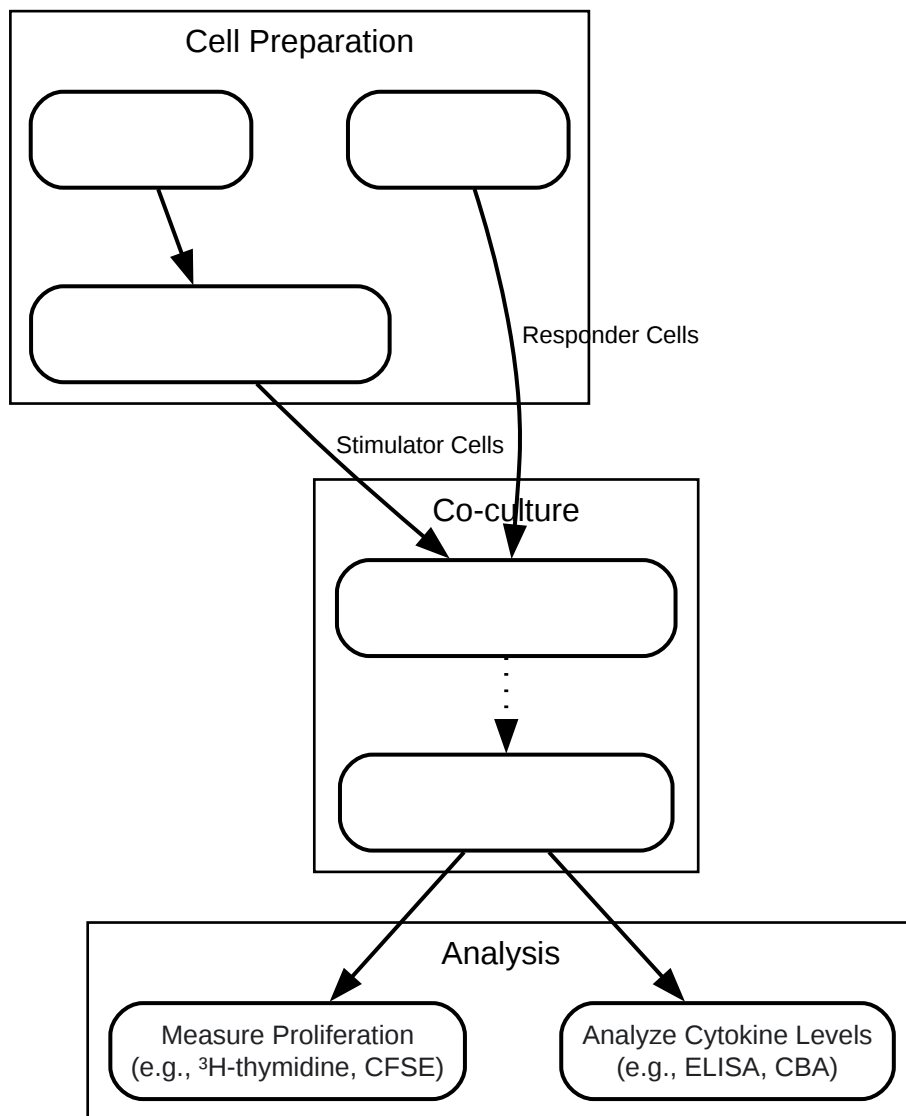 Cell Preparation
Responder Cells
Stimulator Cells
Co-culture
Analysis
Measure Proliferation
(e.g., ³H-thymidine, CFSE)
Analyze Cytokine Levels
(e.g., ELISA, CBA)